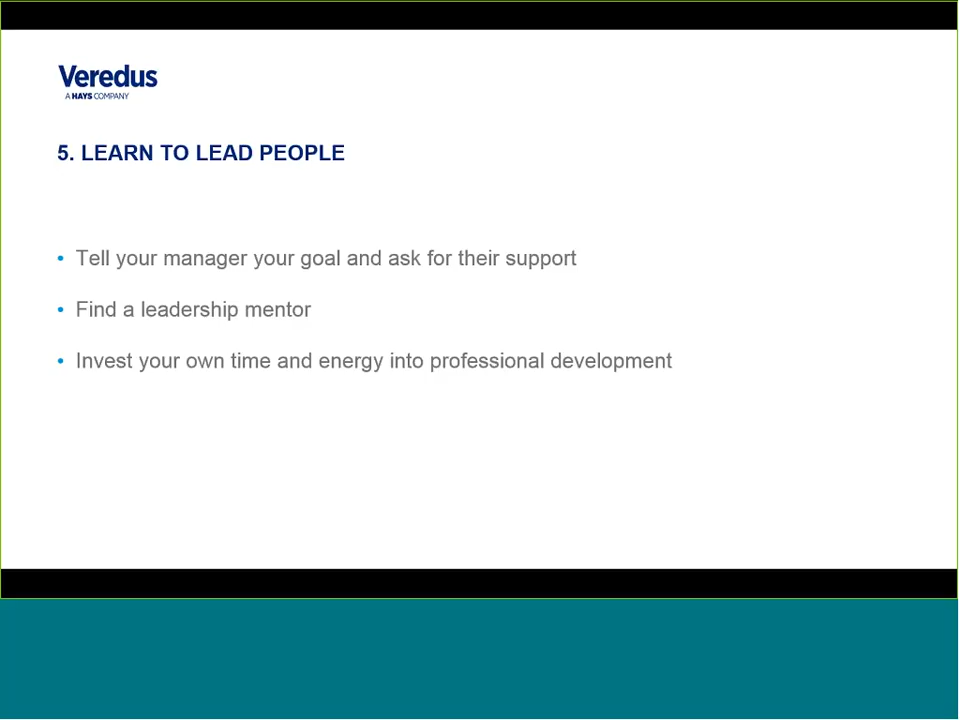 Veredus
A HAYS COMPANY
5. LEARN TO LEAD PEOPLE
• Tell your manager your goal and ask for their support
• Find a leadership mentor
• Invest your own time and energy into professional development